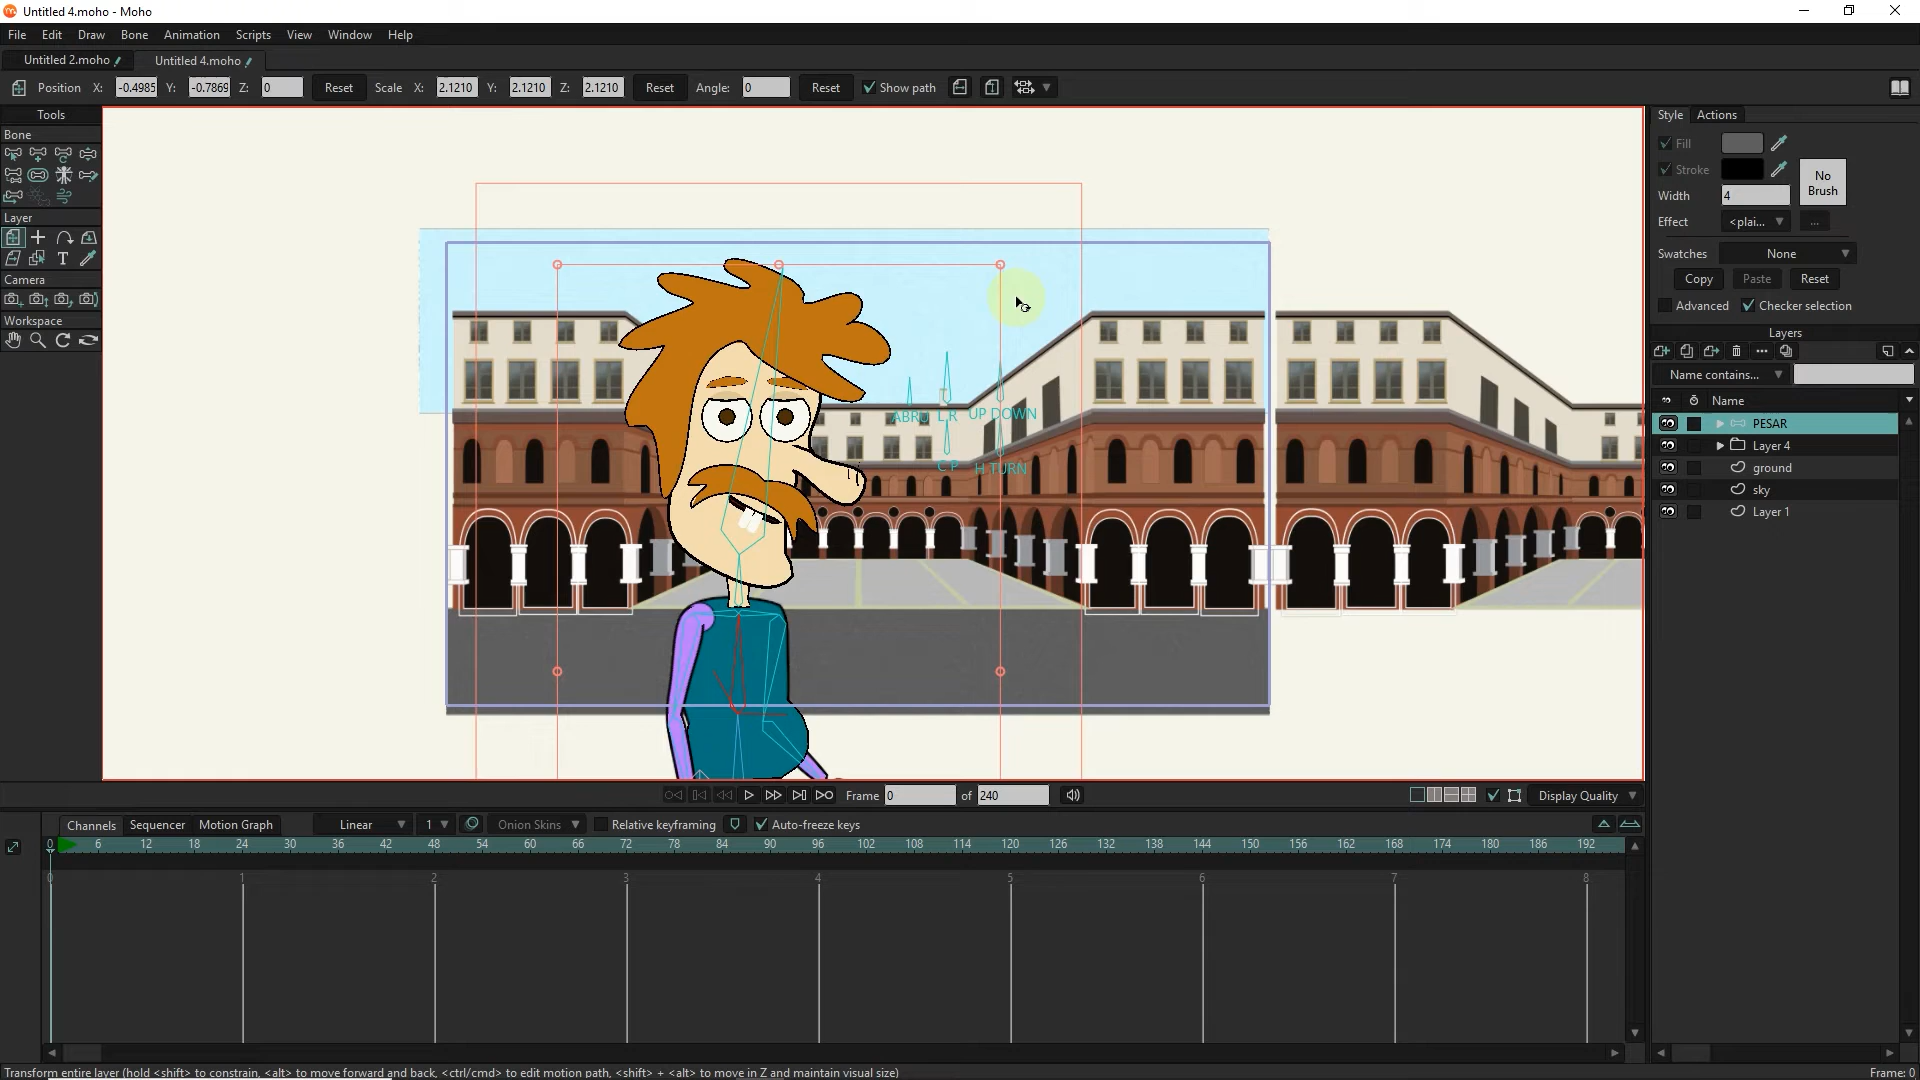 Untitled 4.moho - Moho
File Edit Draw Bone Animation Scripts View Window Help
Untitled 2.moho Untitled 4.moho
Position X: -0.4985 Y: -0.7869 Z: 0 Reset Scale X: 2.1210 Y: 2.1210 Z: 2.1210 Reset Angle: 0 Reset Show path
Tools
Bone
Layer
T
Camera
Workspace
ABRU L R UP DOWN
C P H TURN
Style Actions
Fill
Stroke
No Brush
Width 4
Effect <plai... ...
Swatches None
Copy Paste Reset
Advanced Checker selection
Layers
Name contains...
Name
PESAR
Layer 4
ground
sky
Layer 1
Frame 0 of 240 Display Quality
Channels Sequencer Motion Graph Linear 1 Onion Skins Relative keyframing Auto-freeze keys
0 6 12 18 24 30 36 42 48 54 60 66 72 78 84 90 96 102 108 114 120 126 132 138 144 150 156 162 168 174 180 186 192
0 1 2 3 4 5 6 7 8
Transform entire layer (hold <shift> to constrain, <alt> to move forward and back, <ctrl/cmd> to edit motion path, <shift> + <alt> to move in Z and maintain visual size) Frame: 0